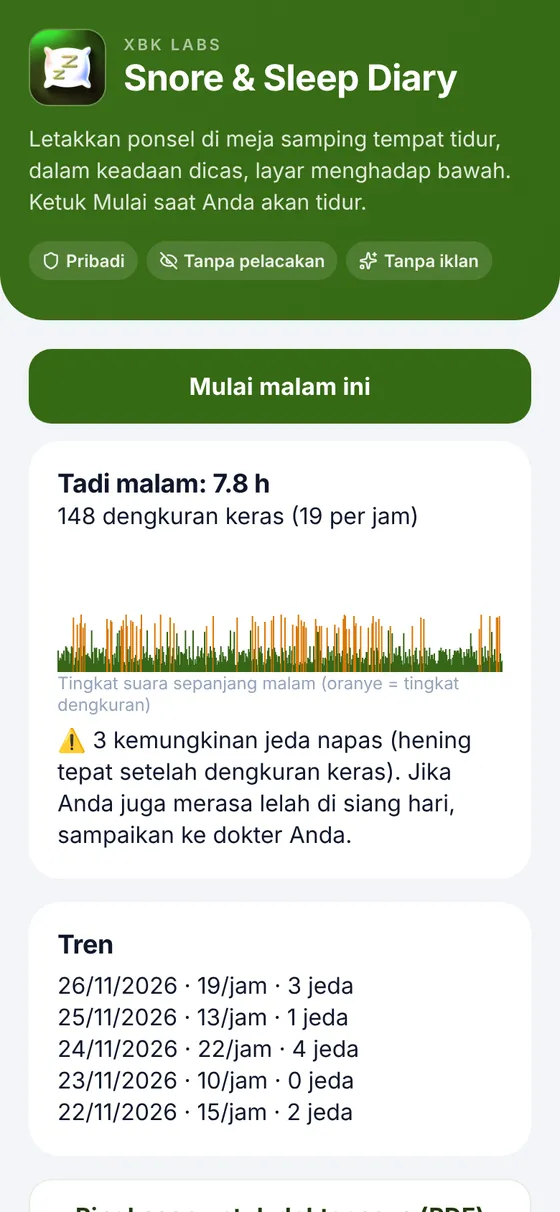 XBK LABS
Snore & Sleep Diary
Letakkan ponsel di meja samping tempat tidur,
dalam keadaan dicas, layar menghadap bawah.
Ketuk Mulai saat Anda akan tidur.
Pribadi
Tanpa pelacakan
Tanpa iklan
Mulai malam ini
Tadi malam: 7.8 h
148 dengkuran keras (19 per jam)
Tingkat suara sepanjang malam (oranye = tingkat
dengkuran)
⚠️ 3 kemungkinan jeda napas (hening
tepat setelah dengkuran keras). Jika
Anda juga merasa lelah di siang hari,
sampaikan ke dokter Anda.
Tren
26/11/2026 · 19/jam · 3 jeda
25/11/2026 · 13/jam · 1 jeda
24/11/2026 · 22/jam · 4 jeda
23/11/2026 · 10/jam · 0 jeda
22/11/2026 · 15/jam · 2 jeda